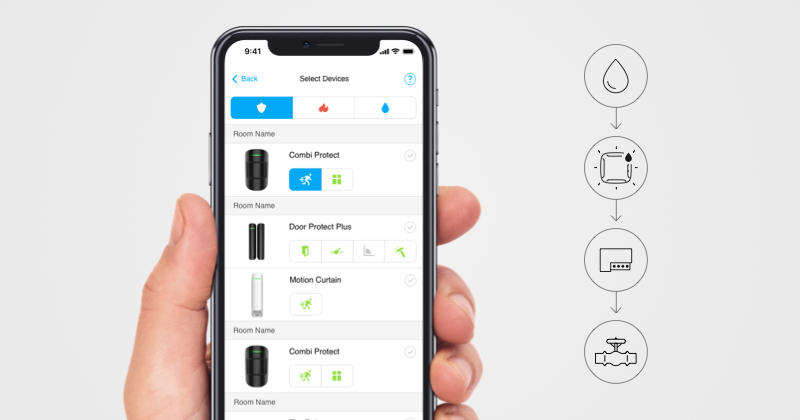 9:41
Back
Select Devices
?
Room Name
Combi Protect
Room Name
Door Protect Plus
Motion Curtain
Room Name
Combi Protect
Room Name